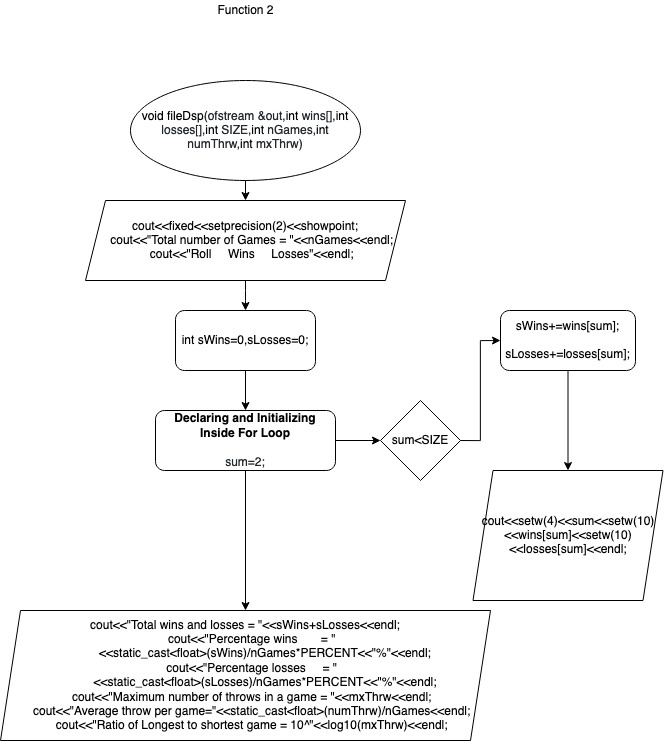 Function 2
void fileDsp(ofstream &out,int wins[],int
losses[],int SIZE,int nGames,int
numThrw,int mxThrw)
cout<<fixed<<setprecision(2)<<showpoint;
cout<<"Total number of Games = "<<nGames<<endl;
cout<<"Roll     Wins     Losses"<<endl;
int sWins=0,sLosses=0;
sWins+=wins[sum];
sLosses+=losses[sum];
Declaring and Initializing
Inside For Loop
sum=2;
sum<SIZE
cout<<setw(4)<<sum<<setw(10)
<<wins[sum]<<setw(10)
<<losses[sum]<<endl;
cout<<"Total wins and losses = "<<sWins+sLosses<<endl;
cout<<"Percentage wins       = "
<<static_cast<float>(sWins)/nGames*PERCENT<<"%"<<endl;
cout<<"Percentage losses     = "
<<static_cast<float>(sLosses)/nGames*PERCENT<<"%"<<endl;
cout<<"Maximum number of throws in a game = "<<mxThrw<<endl;
cout<<"Average throw per game="<<static_cast<float>(numThrw)/nGames<<endl;
cout<<"Ratio of Longest to shortest game = 10^"<<log10(mxThrw)<<endl;